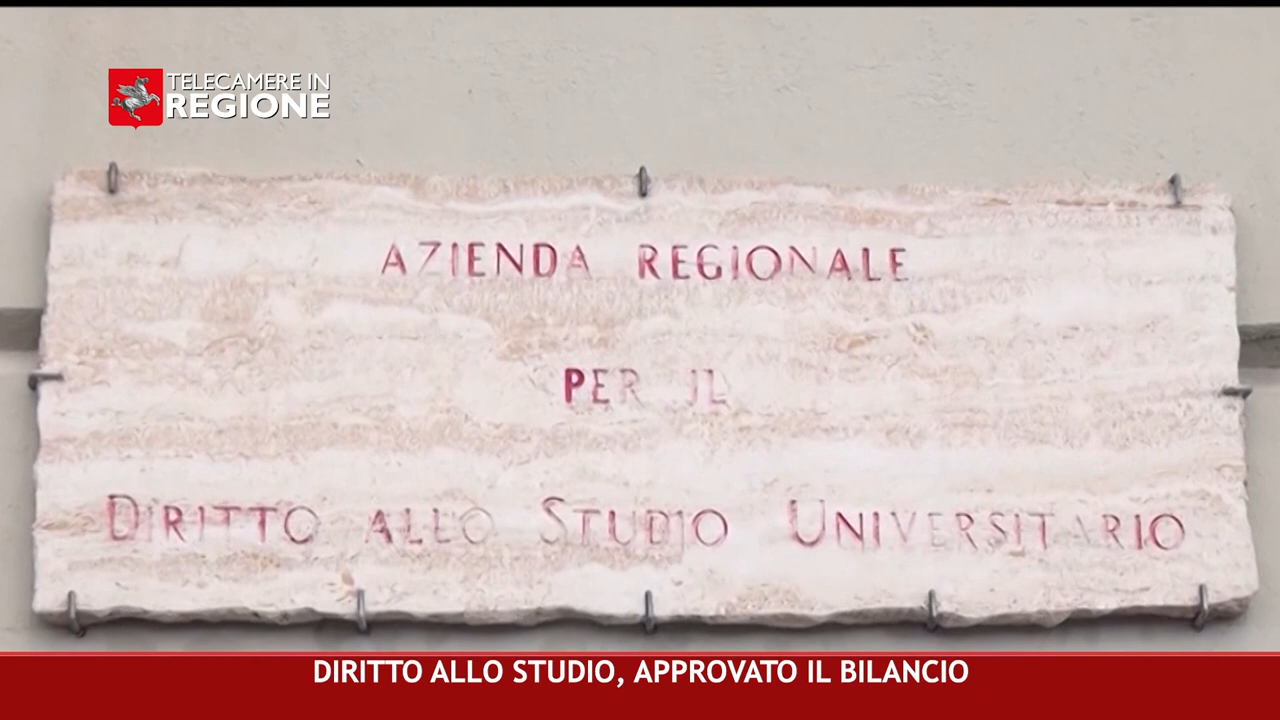 TELECAMERE IN
REGIONE
AZIENDA REGIONALE
PER IL
DIRITTO ALLO STUDIO UNIVERSITARIO
DIRITTO ALLO STUDIO, APPROVATO IL BILANCIO